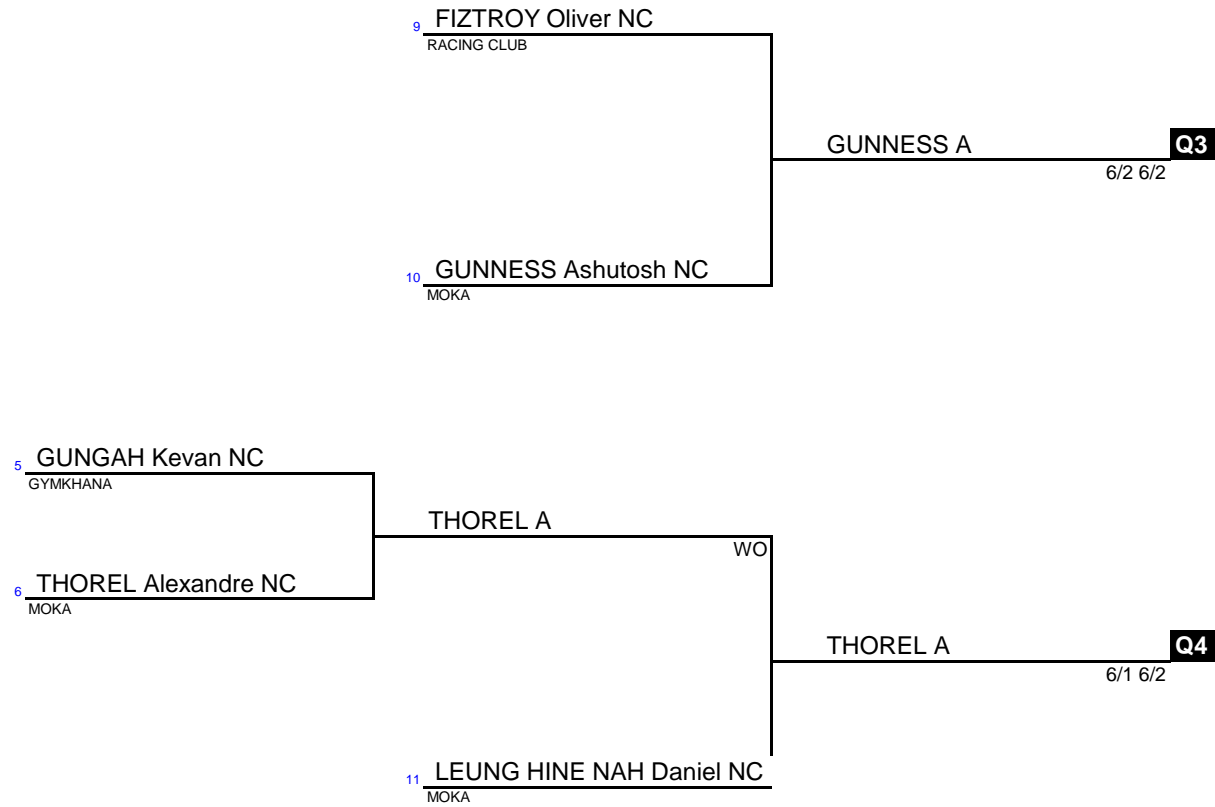 9 FIZTROY Oliver NC
RACING CLUB
GUNNESS A Q3
6/2 6/2
10 GUNNESS Ashutosh NC
MOKA
5 GUNGAH Kevan NC
GYMKHANA
THOREL A
WO
6 THOREL Alexandre NC
MOKA
THOREL A Q4
6/1 6/2
11 LEUNG HINE NAH Daniel NC
MOKA